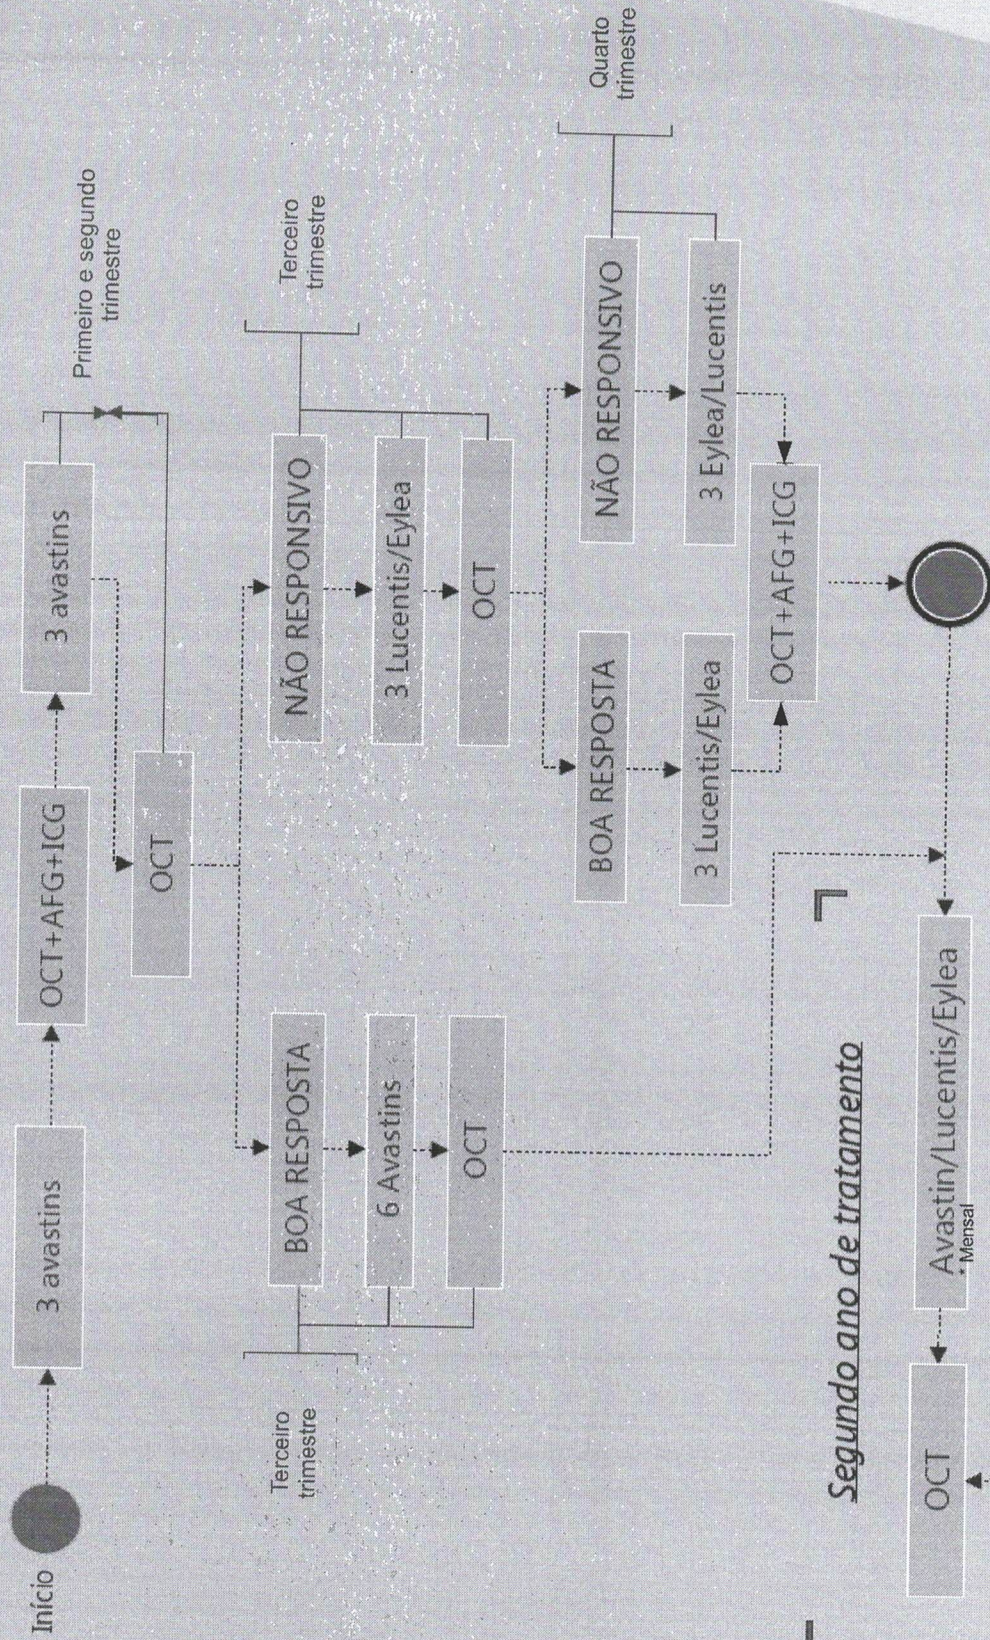 Início
3 avastins
OCT+AFG+ICG
3 avastins
Primeiro e segundo
trimestre
OCT
Terceiro
trimestre
BOA RESPOSTA
6 Avastins
OCT
NÃO RESPONSIVO
3 Lucentis/Eylea
OCT
Terceiro
trimestre
BOA RESPOSTA
3 Lucentis/Eylea
NÃO RESPONSIVO
3 Eylea/Lucentis
Quarto
trimestre
OCT+AFG+ICG
Segundo ano de tratamento
OCT
Avastin/Lucentis/Eylea
* Mensal